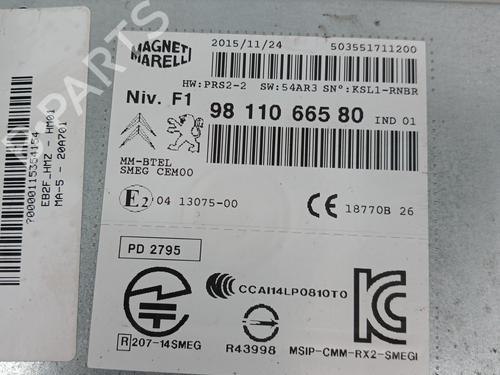 MAGNETI MARELLI
2015/11/24
503551711200
HW:PRS2-2 SW:54AR3 SN°:KSL1-RNBR
Niv. F1
98 110 665 80 IND 01
MM-BTEL
SMEG CEM00
E2 04 13075-00
CE 18770B 26
PD 2795
CCAI14LP0810T0
R 207-14SMEG
R43998
MSIP-CMM-RX2-SMEGI
EB2F_HMZ - HM01
MA-5 - 20A701
B-Parts